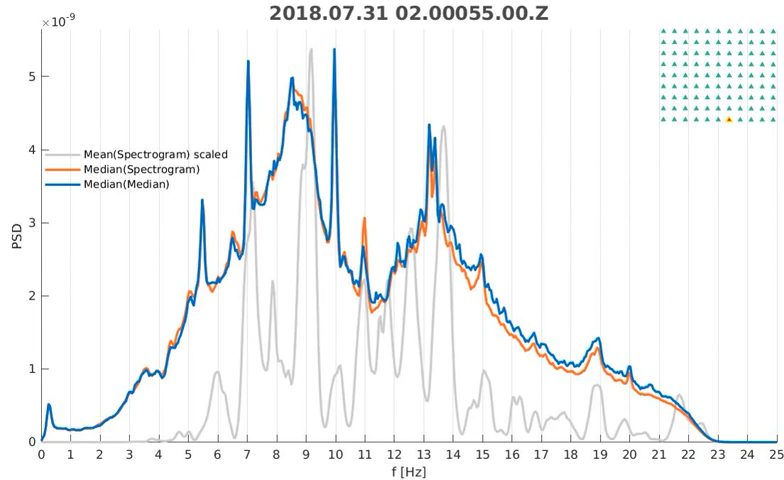 2018.07.31 02.00055.00.Z
×10⁻⁹
5
4
3
2
1
0
PSD
Mean(Spectrogram) scaled
Median(Spectrogram)
Median(Median)
0 1 2 3 4 5 6 7 8 9 10 11 12 13 14 15 16 17 18 19 20 21 22 23 24 25
f [Hz]